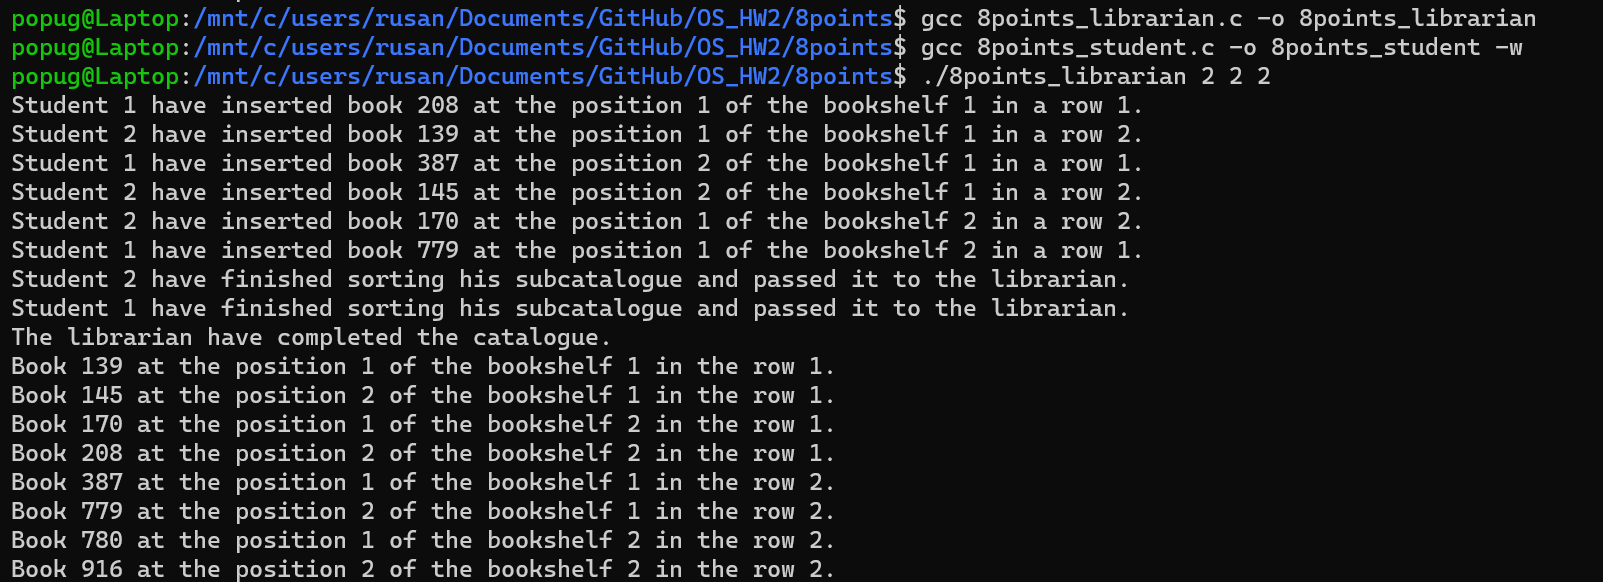 popug@Laptop:/mnt/c/users/rusan/Documents/GitHub/OS_HW2/8points$ gcc 8points_librarian.c -o 8points_librarian
popug@Laptop:/mnt/c/users/rusan/Documents/GitHub/OS_HW2/8points$ gcc 8points_student.c -o 8points_student -w
popug@Laptop:/mnt/c/users/rusan/Documents/GitHub/OS_HW2/8points$ ./8points_librarian 2 2 2
Student 1 have inserted book 208 at the position 1 of the bookshelf 1 in a row 1.
Student 2 have inserted book 139 at the position 1 of the bookshelf 1 in a row 2.
Student 1 have inserted book 387 at the position 2 of the bookshelf 1 in a row 1.
Student 2 have inserted book 145 at the position 2 of the bookshelf 1 in a row 2.
Student 2 have inserted book 170 at the position 1 of the bookshelf 2 in a row 2.
Student 1 have inserted book 779 at the position 1 of the bookshelf 2 in a row 1.
Student 2 have finished sorting his subcatalogue and passed it to the librarian.
Student 1 have finished sorting his subcatalogue and passed it to the librarian.
The librarian have completed the catalogue.
Book 139 at the position 1 of the bookshelf 1 in the row 1.
Book 145 at the position 2 of the bookshelf 1 in the row 1.
Book 170 at the position 1 of the bookshelf 2 in the row 1.
Book 208 at the position 2 of the bookshelf 2 in the row 1.
Book 387 at the position 1 of the bookshelf 1 in the row 2.
Book 779 at the position 2 of the bookshelf 1 in the row 2.
Book 780 at the position 1 of the bookshelf 2 in the row 2.
Book 916 at the position 2 of the bookshelf 2 in the row 2.